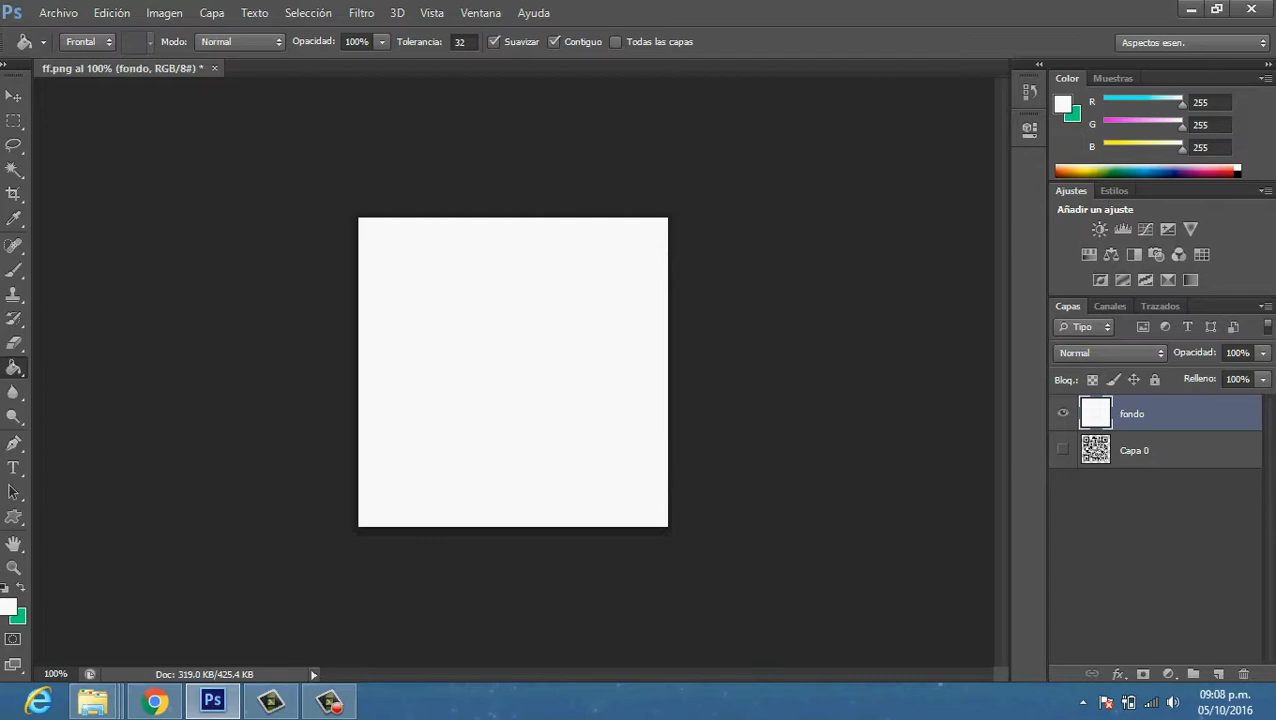 Ps Archivo Edición Imagen Capa Texto Selección Filtro 3D Vista Ventana Ayuda
Frontal Modo: Normal Opacidad: 100% Tolerancia: 32 Suavizar Contiguo Todas las capas Aspectos esen.
ff.png al 100% (fondo, RGB/8#) * ×
Color Muestras
R 255
G 255
B 255
Ajustes Estilos
Añadir un ajuste
Capas Canales Trazados
Tipo
Normal Opacidad: 100%
Bloq.: Relleno: 100%
fondo
Capa 0
T
100% Doc: 319.0 KB/425.4 KB
fx
Ps
09:08 p.m.
05/10/2016